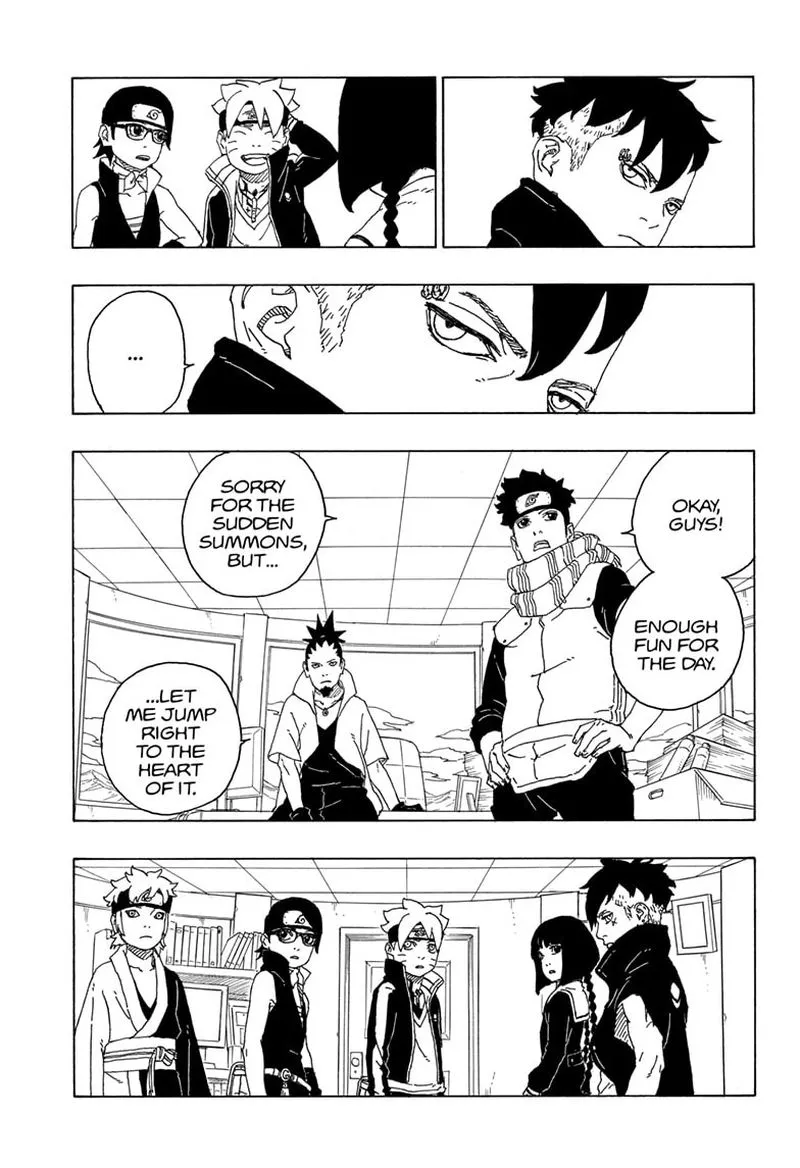 ...
OKAY,
GUYS!
ENOUGH
FUN FOR
THE DAY.
SORRY
FOR THE
SUDDEN
SUMMONS,
BUT...
...LET
ME JUMP
RIGHT
TO THE
HEART
OF IT.